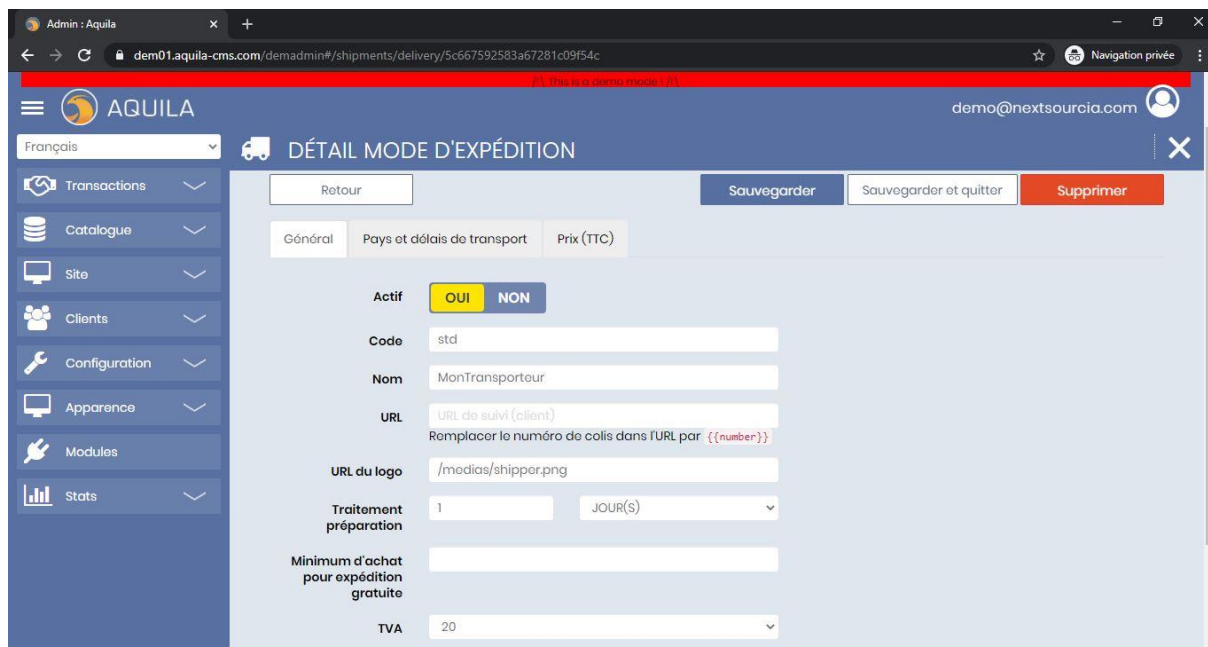 Admin : Aquila
dem01.aquila-cms.com/demadmin#/shipments/delivery/5c667592583a67281c09f54c
Navigation privée
/!\ This is a demo mode ! /!\
AQUILA
demo@nextsourcia.com
Français
DÉTAIL MODE D'EXPÉDITION
Transactions
Catalogue
Site
Clients
Configuration
Apparence
Modules
Stats
Retour
Sauvegarder
Sauvegarder et quitter
Supprimer
Général
Pays et délais de transport
Prix (TTC)
Actif
OUI NON
Code
std
Nom
MonTransporteur
URL
URL de suivi (client)
Remplacer le numéro de colis dans l'URL par {{number}}
URL du logo
/medias/shipper.png
Traitement
préparation
1
JOUR(S)
Minimum d'achat
pour expédition
gratuite
TVA
20